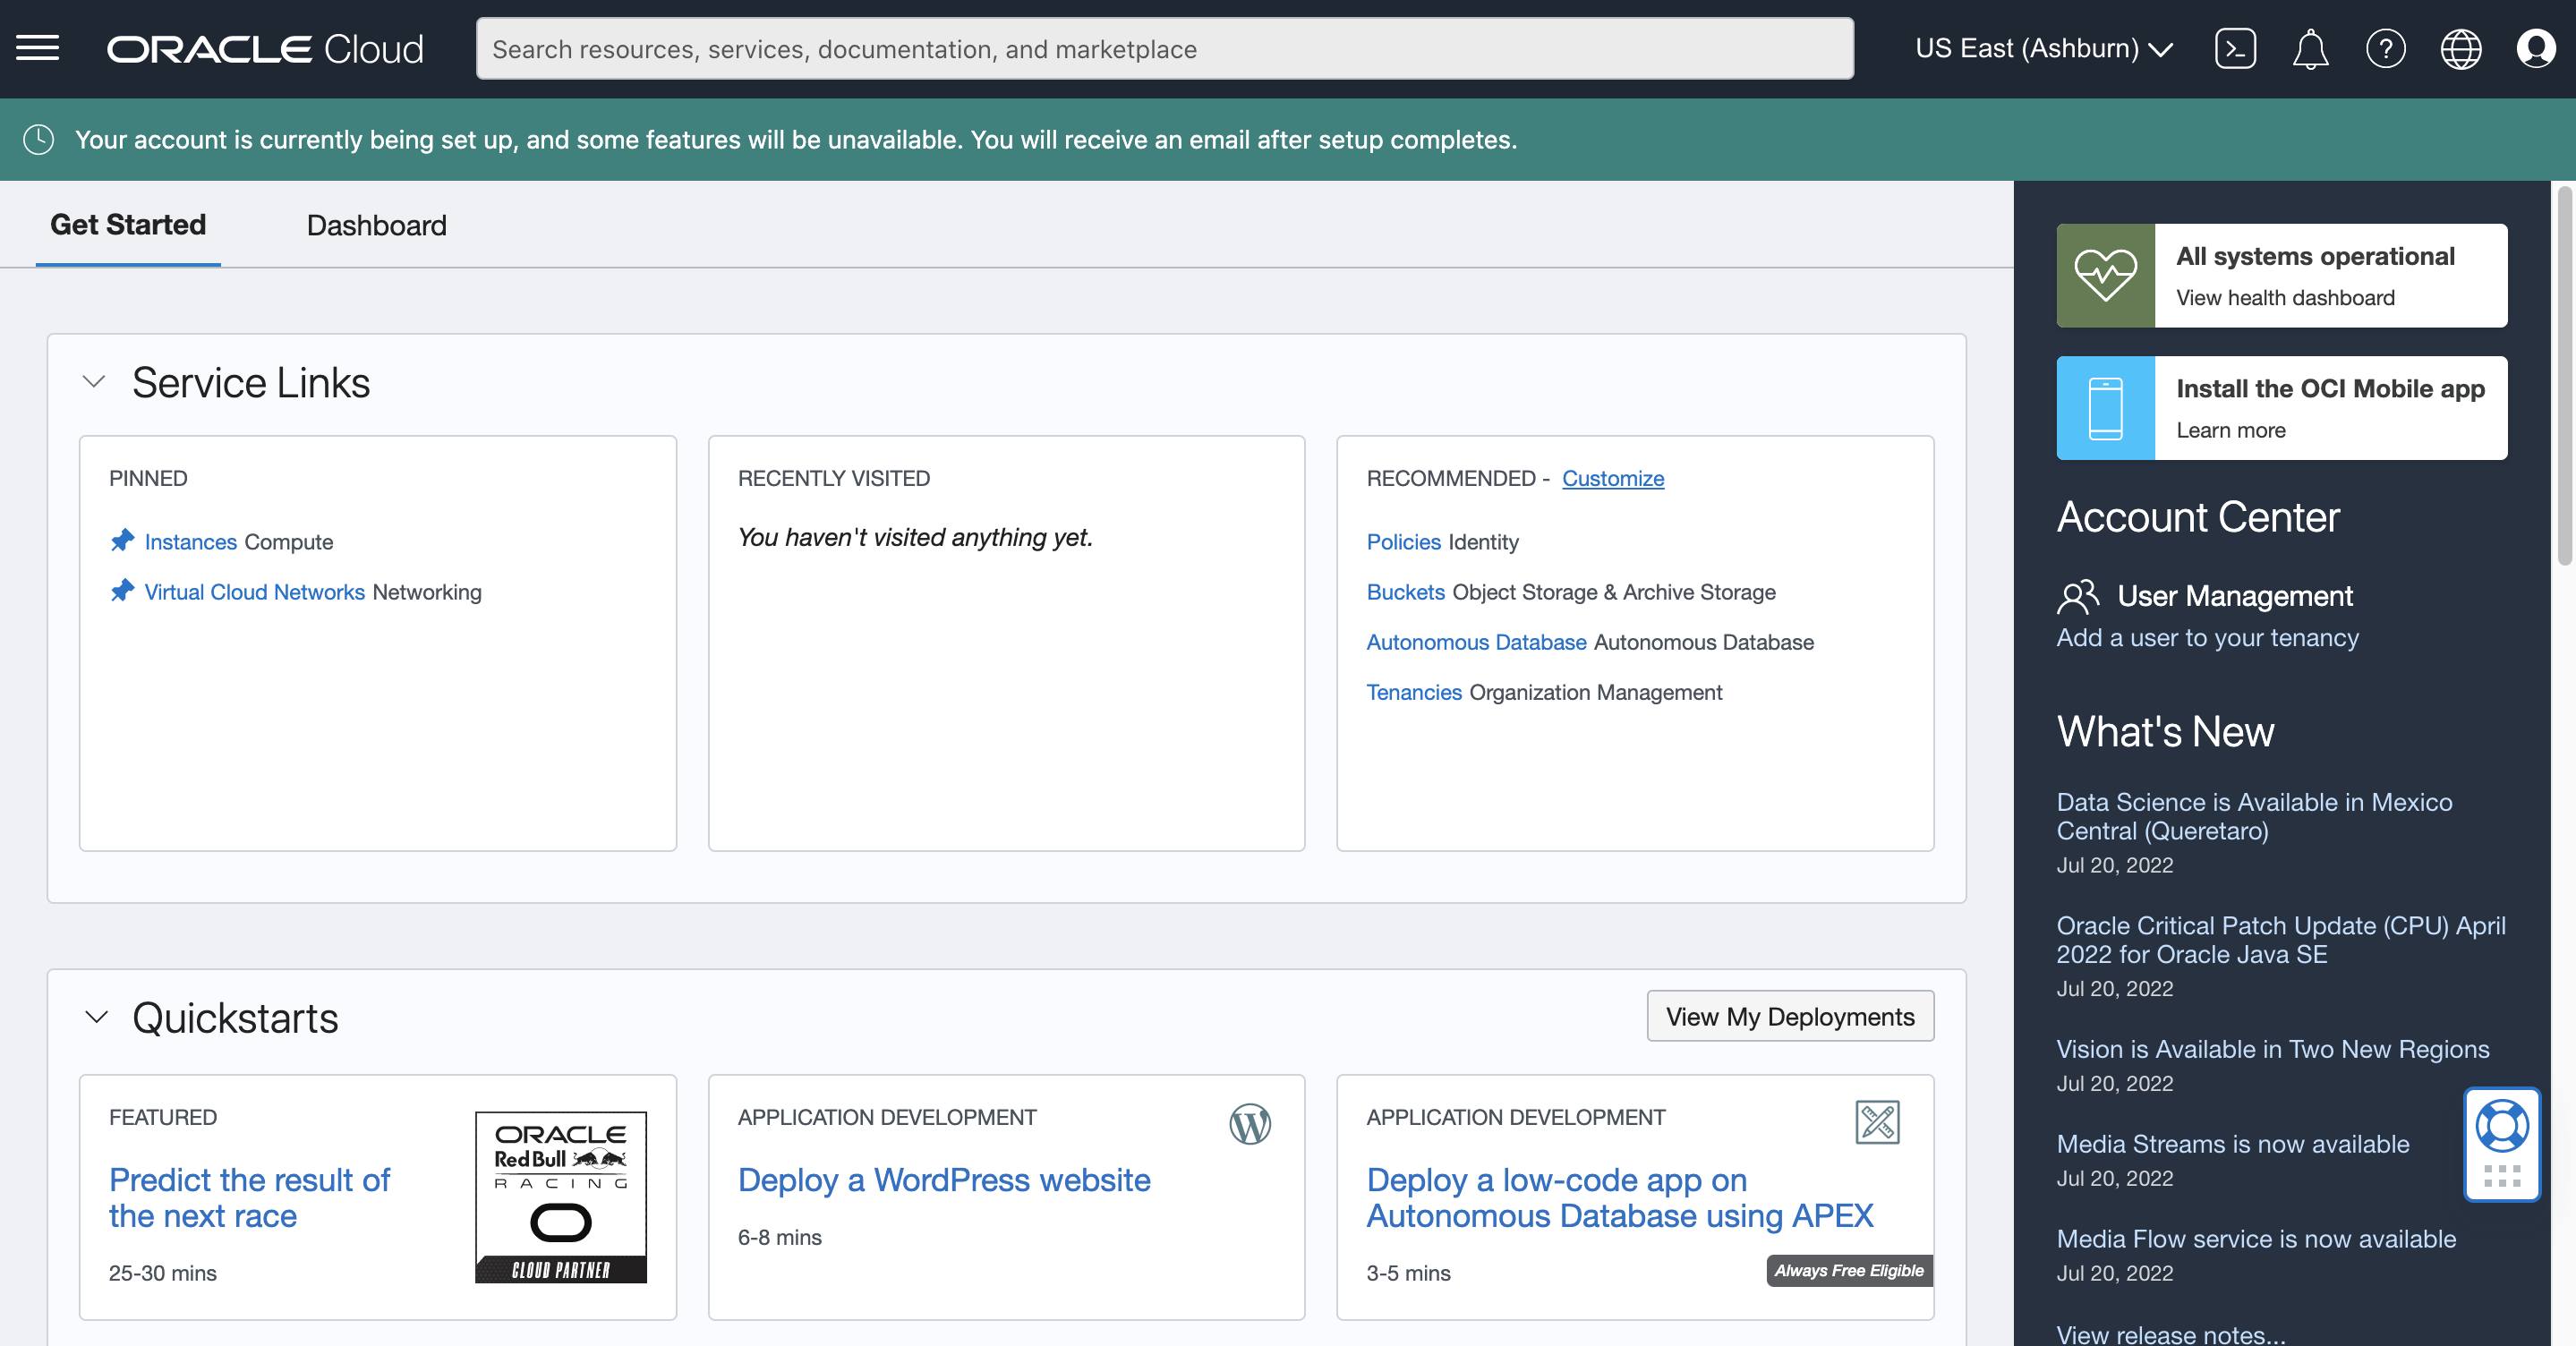 ORACLE Cloud
Search resources, services, documentation, and marketplace
US East (Ashburn)
Your account is currently being set up, and some features will be unavailable. You will receive an email after setup completes.
Get Started
Dashboard
Service Links
PINNED
Instances Compute
Virtual Cloud Networks Networking
RECENTLY VISITED
You haven't visited anything yet.
RECOMMENDED - Customize
Policies Identity
Buckets Object Storage & Archive Storage
Autonomous Database Autonomous Database
Tenancies Organization Management
Quickstarts
View My Deployments
FEATURED
Predict the result of
the next race
25-30 mins
ORACLE
Red Bull
RACING
CLOUD PARTNER
APPLICATION DEVELOPMENT
Deploy a WordPress website
6-8 mins
APPLICATION DEVELOPMENT
Deploy a low-code app on
Autonomous Database using APEX
3-5 mins
Always Free Eligible
All systems operational
View health dashboard
Install the OCI Mobile app
Learn more
Account Center
User Management
Add a user to your tenancy
What's New
Data Science is Available in Mexico
Central (Queretaro)
Jul 20, 2022
Oracle Critical Patch Update (CPU) April
2022 for Oracle Java SE
Jul 20, 2022
Vision is Available in Two New Regions
Jul 20, 2022
Media Streams is now available
Jul 20, 2022
Media Flow service is now available
Jul 20, 2022
View release notes...